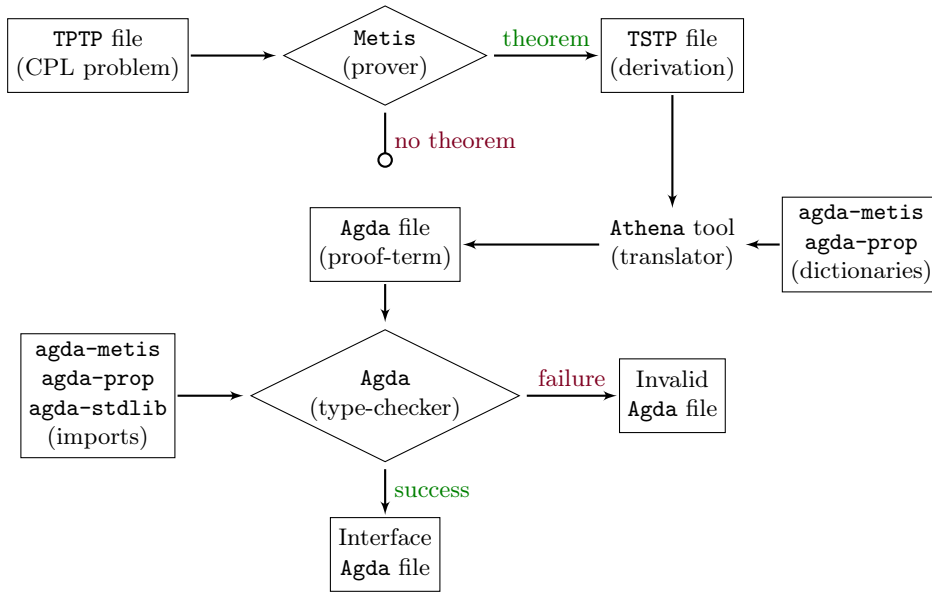 TPTP file
(CPL problem)
Metis
(prover)
theorem
TSTP file
(derivation)
no theorem
Agda file
(proof-term)
Athena tool
(translator)
agda-metis
agda-prop
(dictionaries)
agda-metis
agda-prop
agda-stdlib
(imports)
Agda
(type-checker)
failure
Invalid
Agda file
success
Interface
Agda file